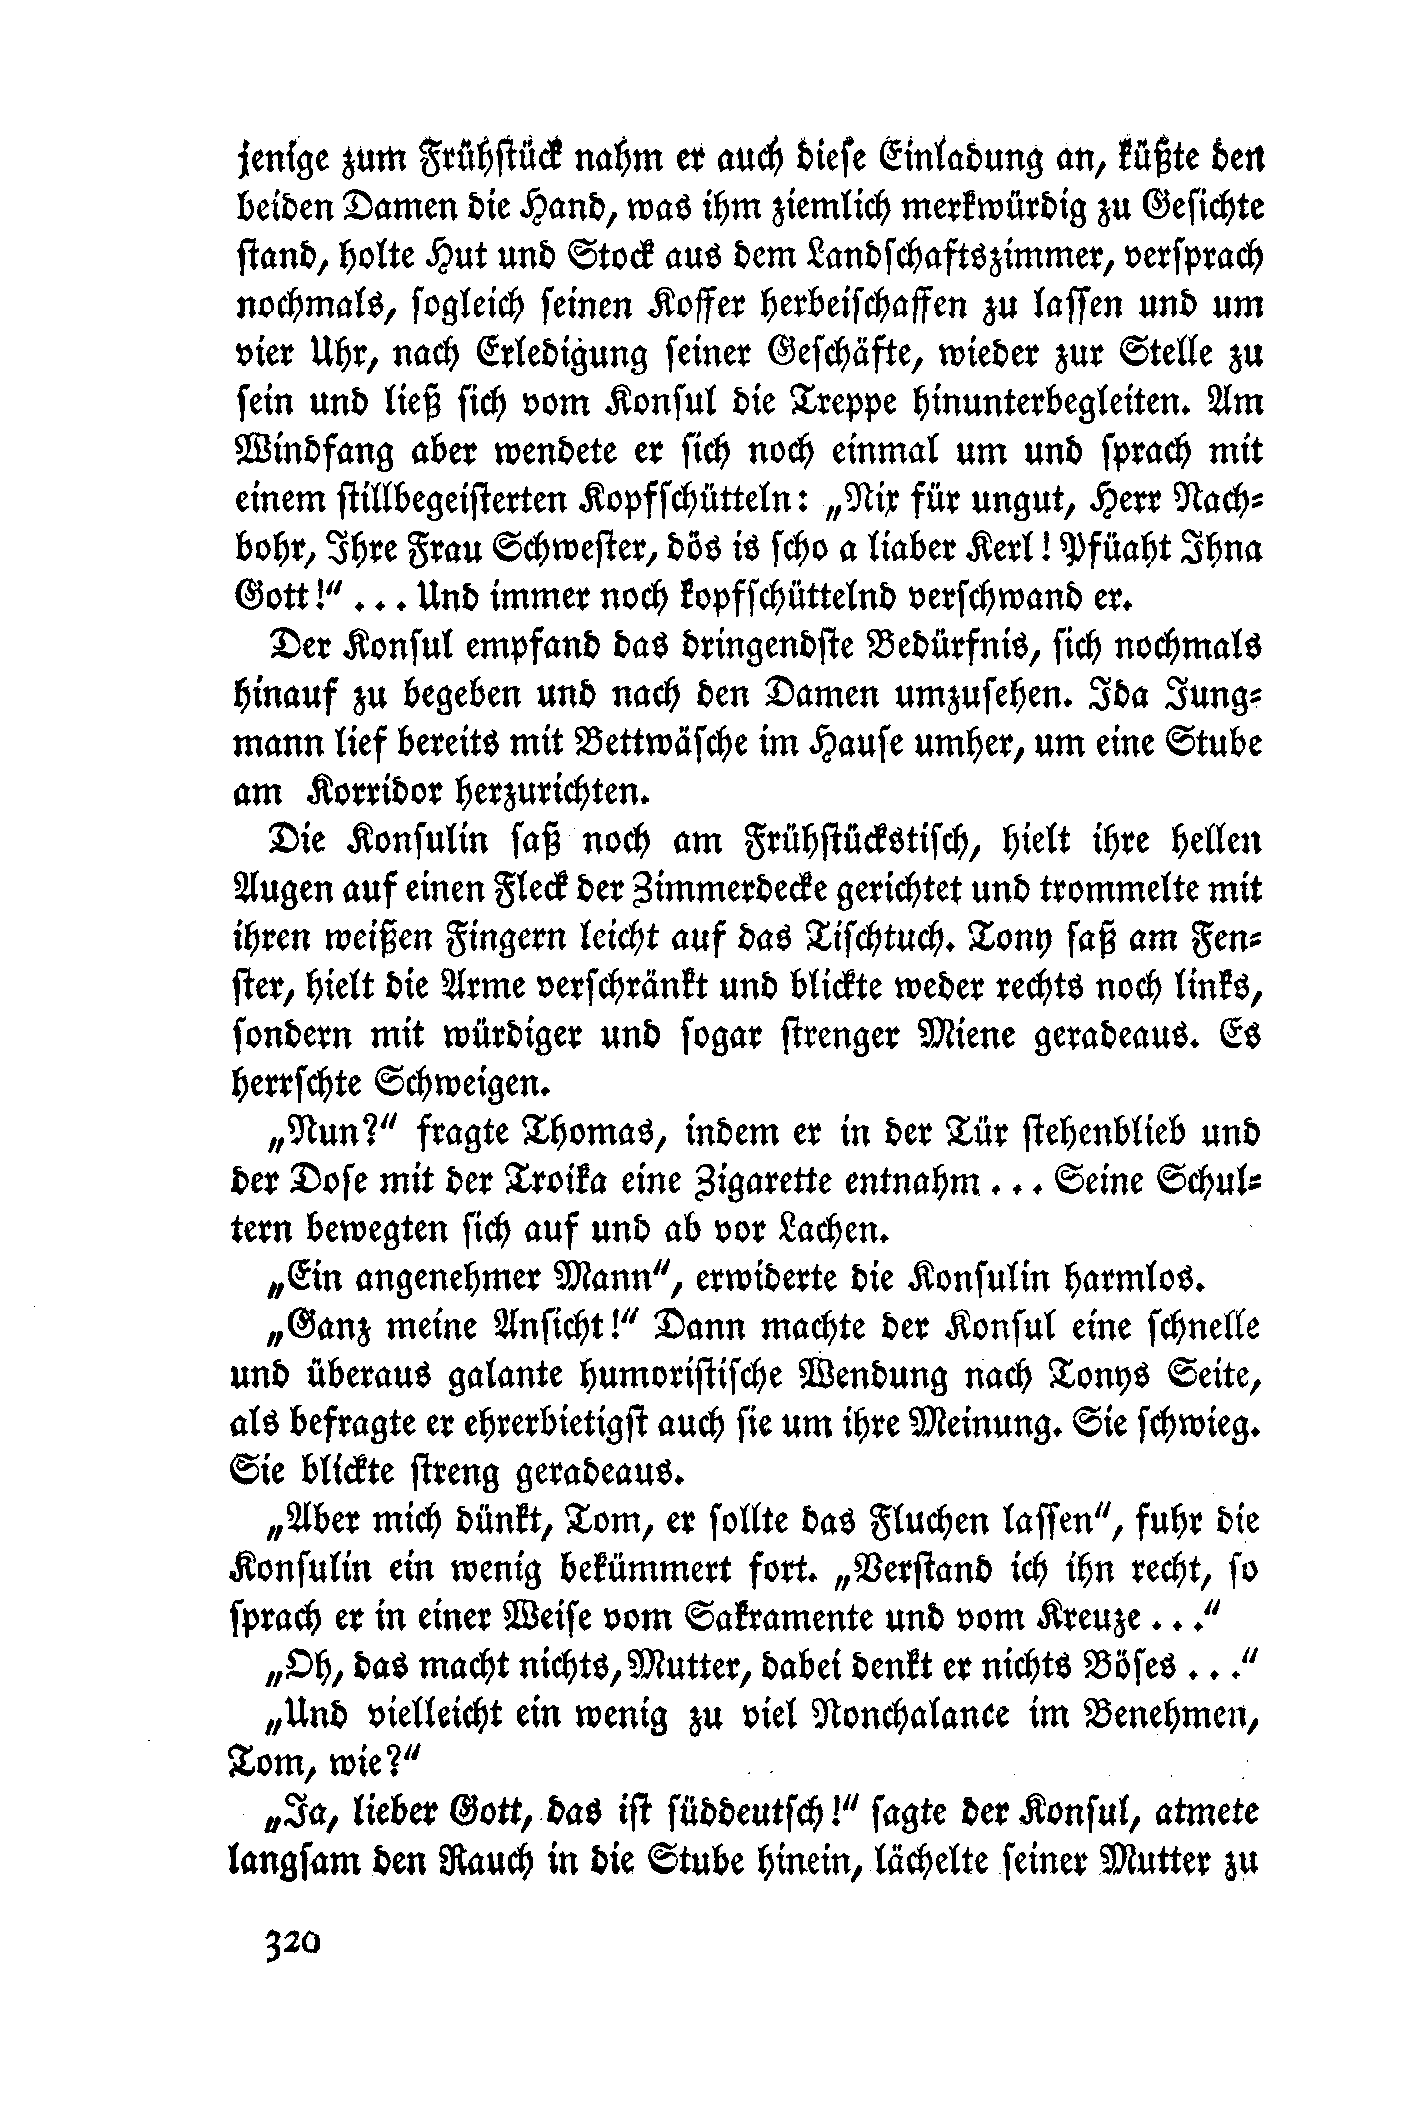 jenige zum Frühstück nahm er auch diese Einladung an, küßte den
beiden Damen die Hand, was ihm ziemlich merkwürdig zu Gesichte
stand, holte Hut und Stock aus dem Landschaftszimmer, versprach
nochmals, sogleich seinen Koffer herbeischaffen zu lassen und um
vier Uhr, nach Erledigung seiner Geschäfte, wieder zur Stelle zu
sein und ließ sich vom Konsul die Treppe hinunterbegleiten. Am
Windfang aber wendete er sich noch einmal um und sprach mit
einem stillbegeisterten Kopfschütteln: „Nix für ungut, Herr Nach-
bohr, Ihre Frau Schwester, dös is scho a liaber Kerl! Pfüaht Ihna
Gott!“ ... Und immer noch kopfschüttelnd verschwand er.
Der Konsul empfand das dringendste Bedürfnis, sich nochmals
hinauf zu begeben und nach den Damen umzusehen. Ida Jung-
mann lief bereits mit Bettwäsche im Hause umher, um eine Stube
am Korridor herzurichten.
Die Konsulin saß noch am Frühstückstisch, hielt ihre hellen
Augen auf einen Fleck der Zimmerdecke gerichtet und trommelte mit
ihren weißen Fingern leicht auf das Tischtuch. Tony saß am Fen-
ster, hielt die Arme verschränkt und blickte weder rechts noch links,
sondern mit würdiger und sogar strenger Miene geradeaus. Es
herrschte Schweigen.
„Nun?“ fragte Thomas, indem er in der Tür stehenblieb und
der Dose mit der Troika eine Zigarette entnahm ... Seine Schul-
tern bewegten sich auf und ab vor Lachen.
„Ein angenehmer Mann“, erwiderte die Konsulin harmlos.
„Ganz meine Ansicht!“ Dann machte der Konsul eine schnelle
und überaus galante humoristische Wendung nach Tonys Seite,
als befragte er ehrerbietigst auch sie um ihre Meinung. Sie schwieg.
Sie blickte streng geradeaus.
„Aber mich dünkt, Tom, er sollte das Fluchen lassen“, fuhr die
Konsulin ein wenig bekümmert fort. „Verstand ich ihn recht, so
sprach er in einer Weise vom Sakramente und vom Kreuze ...“
„Oh, das macht nichts, Mutter, dabei denkt er nichts Böses ...“
„Und vielleicht ein wenig zu viel Nonchalance im Benehmen,
Tom, wie?“
„Ja, lieber Gott, das ist süddeutsch!“ sagte der Konsul, atmete
langsam den Rauch in die Stube hinein, lächelte seiner Mutter zu
320